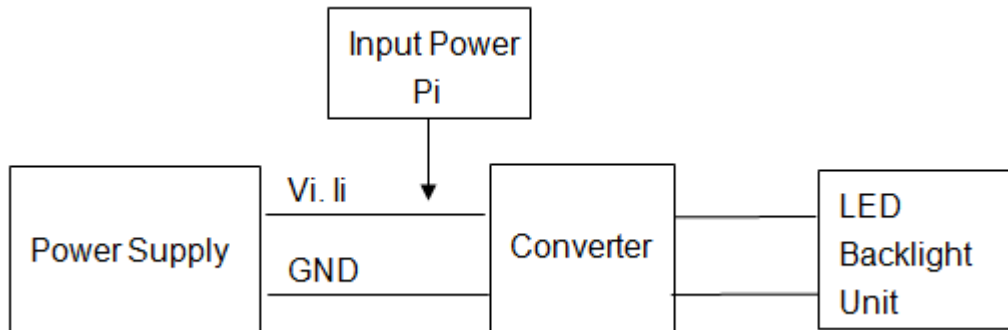 Input Power
Pi
Vi. Ii
Power Supply
GND
Converter
LED
Backlight
Unit